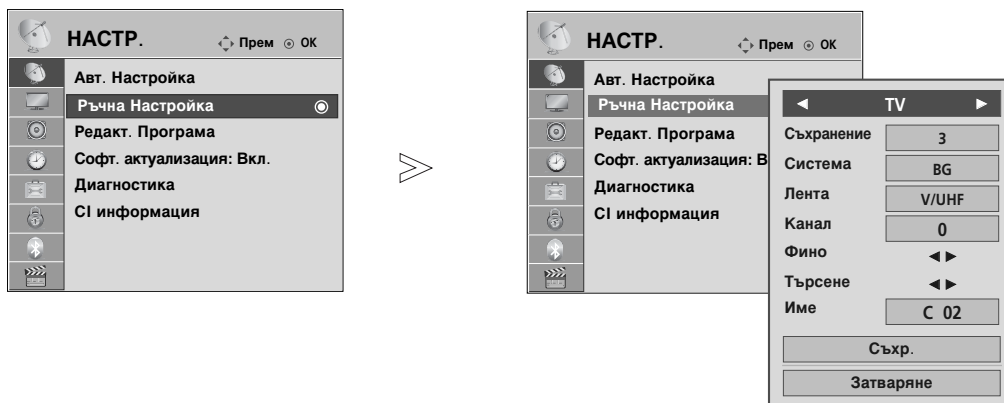 НАСТР.
Прем ОК
Авт. Настройка
Ръчна Настройка
Редакт. Програма
Софт. актуализация: Вкл.
Диагностика
CI информация
НАСТР.
Прем ОК
Авт. Настройка
Ръчна Настройка
Редакт. Програма
Софт. актуализация: В
Диагностика
CI информация
◄ TV ►
Съхранение 3
Система BG
Лента V/UHF
Канал 0
Фино ◄ ►
Търсене ◄ ►
Име C 02
Съхр.
Затваряне